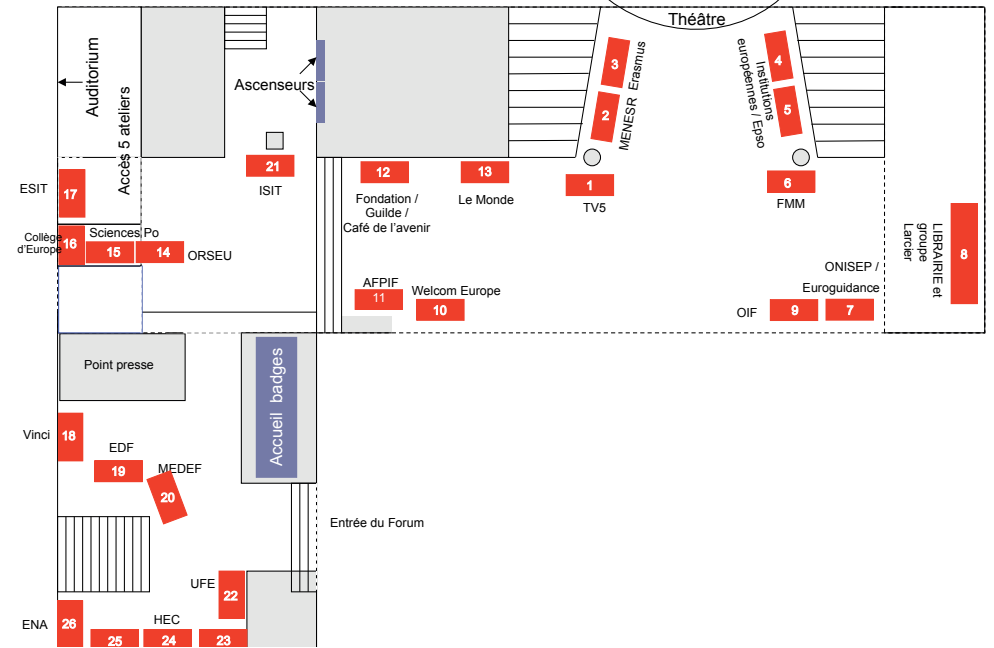 Théâtre
Auditorium
Accès 5 ateliers
Ascenseurs
3
Erasmus
2
MENESR
4
Institutions
européennes / Epso
5
21
ISIT
12
Fondation /
Guilde /
Café de l’avenir
13
Le Monde
1
TV5
6
FMM
ESIT
17
Collège
d’Europe
16
Sciences Po
15
14
ORSEU
LIBRAIRIE et
groupe
Larcier
8
AFPIF
11
Welcom Europe
10
ONISEP /
Euroguidance
OIF
9
7
Point presse
Accueil badges
Vinci
18
EDF
19
MEDEF
20
Entrée du Forum
UFE
22
ENA
26
HEC
25
24
23